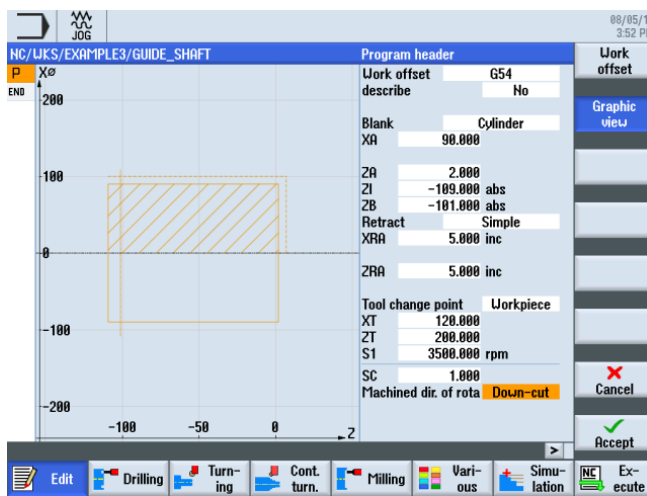 JOG
08/05/1
3:52 P
NC/WKS/EXAMPLE3/GUIDE_SHAFT
Program header
Work offset
P
END
XØ
200
100
0
-100
-200
-100
-50
0
Z
Work offset G54
describe No
Blank Cylinder
XA 90.000
ZA 2.000
ZI -109.000 abs
ZB -101.000 abs
Retract Simple
XRA 5.000 inc
ZRA 5.000 inc
Tool change point Workpiece
XT 120.000
ZT 200.000
S1 3500.000 rpm
SC 1.000
Machined dir. of rota Down-cut
Graphic
view
Cancel
Accept
>
Edit
Drilling
Turn-
ing
Cont.
turn.
Milling
Vari-
ous
Simu-
lation
NC
Ex-
ecute